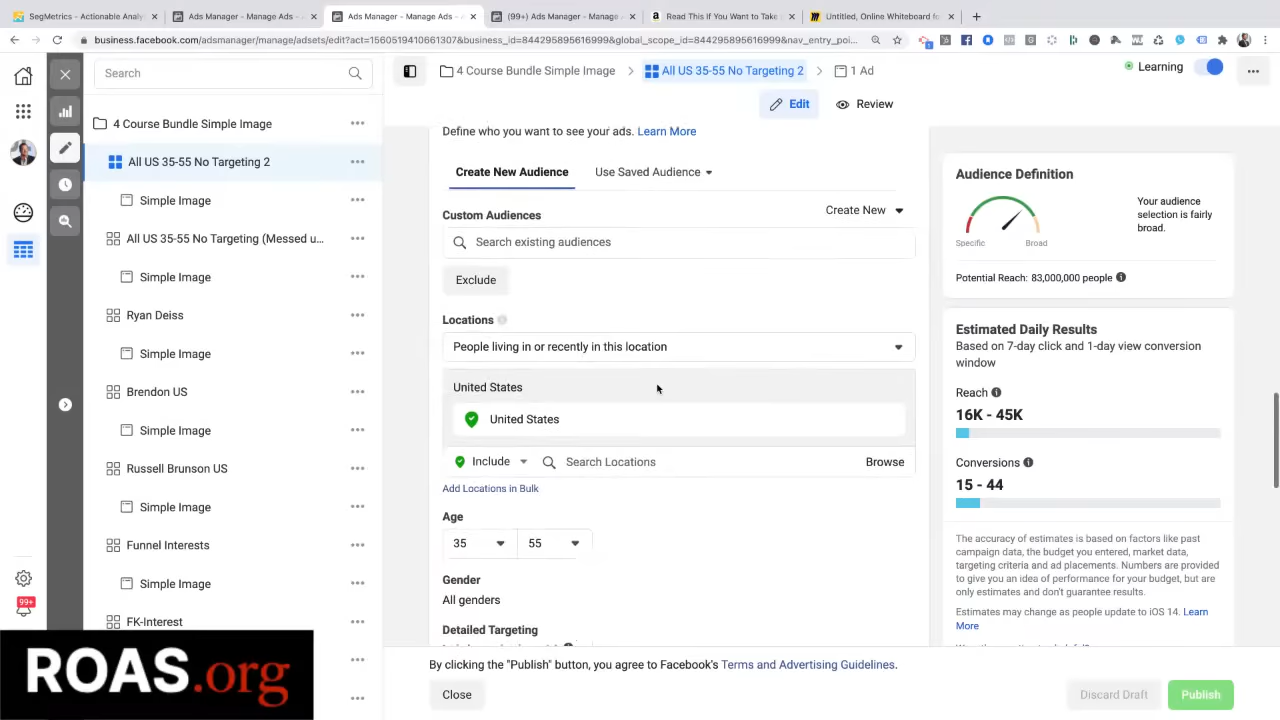 SegMetrics - Actionable Analyt
Ads Manager - Manage Ads -
Ads Manager - Manage Ads -
(99+) Ads Manager - Manage
Read This If You Want to Take
Untitled, Online Whiteboard fo
business.facebook.com/adsmanager/manage/adsets/edit?act=1560519410661307&business_id=844295895616999&global_scope_id=844295895616999&nav_entry_poi...
Search
4 Course Bundle Simple Image
All US 35-55 No Targeting 2
1 Ad
Learning
Edit
Review
4 Course Bundle Simple Image
All US 35-55 No Targeting 2
Simple Image
All US 35-55 No Targeting (Messed u...
Simple Image
Ryan Deiss
Simple Image
Brendon US
Simple Image
Russell Brunson US
Simple Image
Funnel Interests
Simple Image
FK-Interest
99+
Define who you want to see your ads. Learn More
Create New Audience
Use Saved Audience
Custom Audiences
Create New
Search existing audiences
Exclude
Locations
People living in or recently in this location
United States
United States
Include
Search Locations
Browse
Add Locations in Bulk
Age
35
55
Gender
All genders
Detailed Targeting
Audience Definition
Your audience
selection is fairly
broad.
Specific
Broad
Potential Reach: 83,000,000 people
Estimated Daily Results
Based on 7-day click and 1-day view conversion
window
Reach
16K - 45K
Conversions
15 - 44
The accuracy of estimates is based on factors like past
campaign data, the budget you entered, market data,
targeting criteria and ad placements. Numbers are provided
to give you an idea of performance for your budget, but are
only estimates and don't guarantee results.
Estimates may change as people update to iOS 14. Learn
More
By clicking the "Publish" button, you agree to Facebook's Terms and Advertising Guidelines.
Close
Discard Draft
Publish
ROAS.org